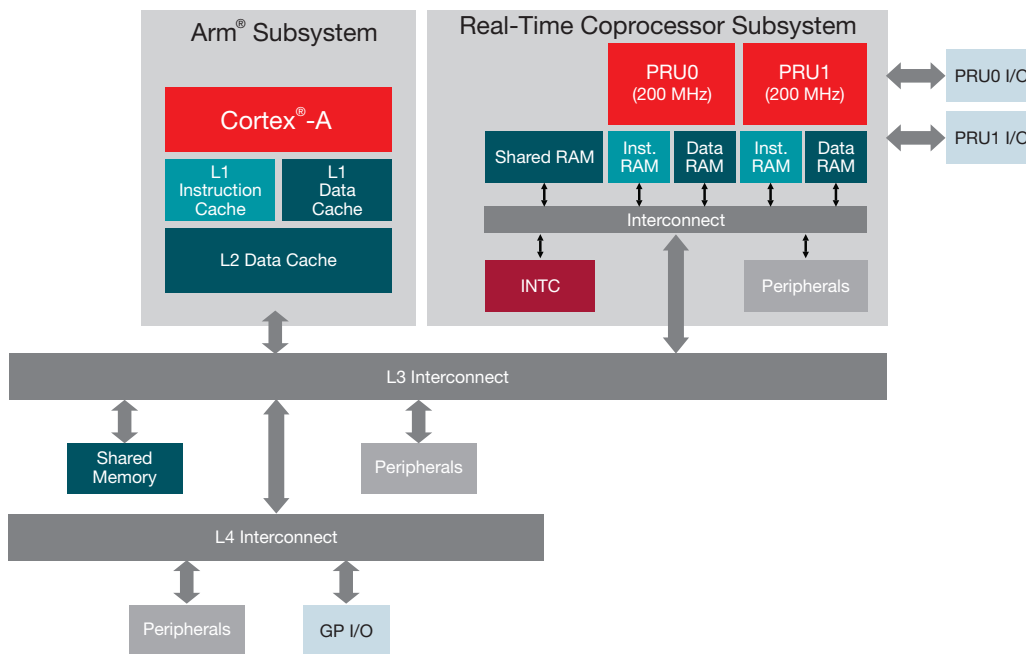 Arm® Subsystem
Cortex®-A
L1
Instruction
Cache
L1
Data
Cache
L2 Data Cache
Real-Time Coprocessor Subsystem
PRU0
(200 MHz)
PRU1
(200 MHz)
Shared RAM
Inst.
RAM
Data
RAM
Inst.
RAM
Data
RAM
Interconnect
INTC
Peripherals
PRU0 I/O
PRU1 I/O
L3 Interconnect
Shared
Memory
Peripherals
L4 Interconnect
Peripherals
GP I/O